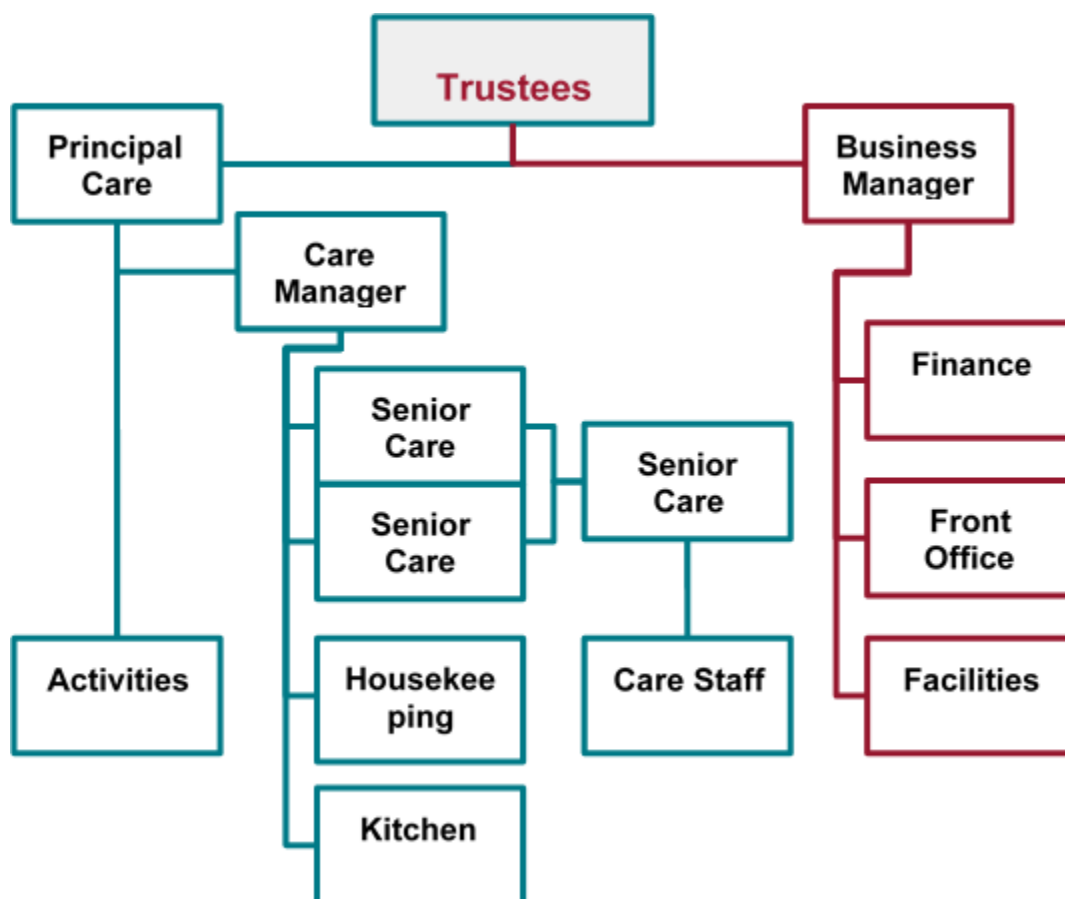 Trustees
Principal
Care
Business
Manager
Care
Manager
Finance
Senior
Care
Senior
Care
Senior
Care
Front
Office
Activities
Housekee
ping
Care Staff
Facilities
Kitchen